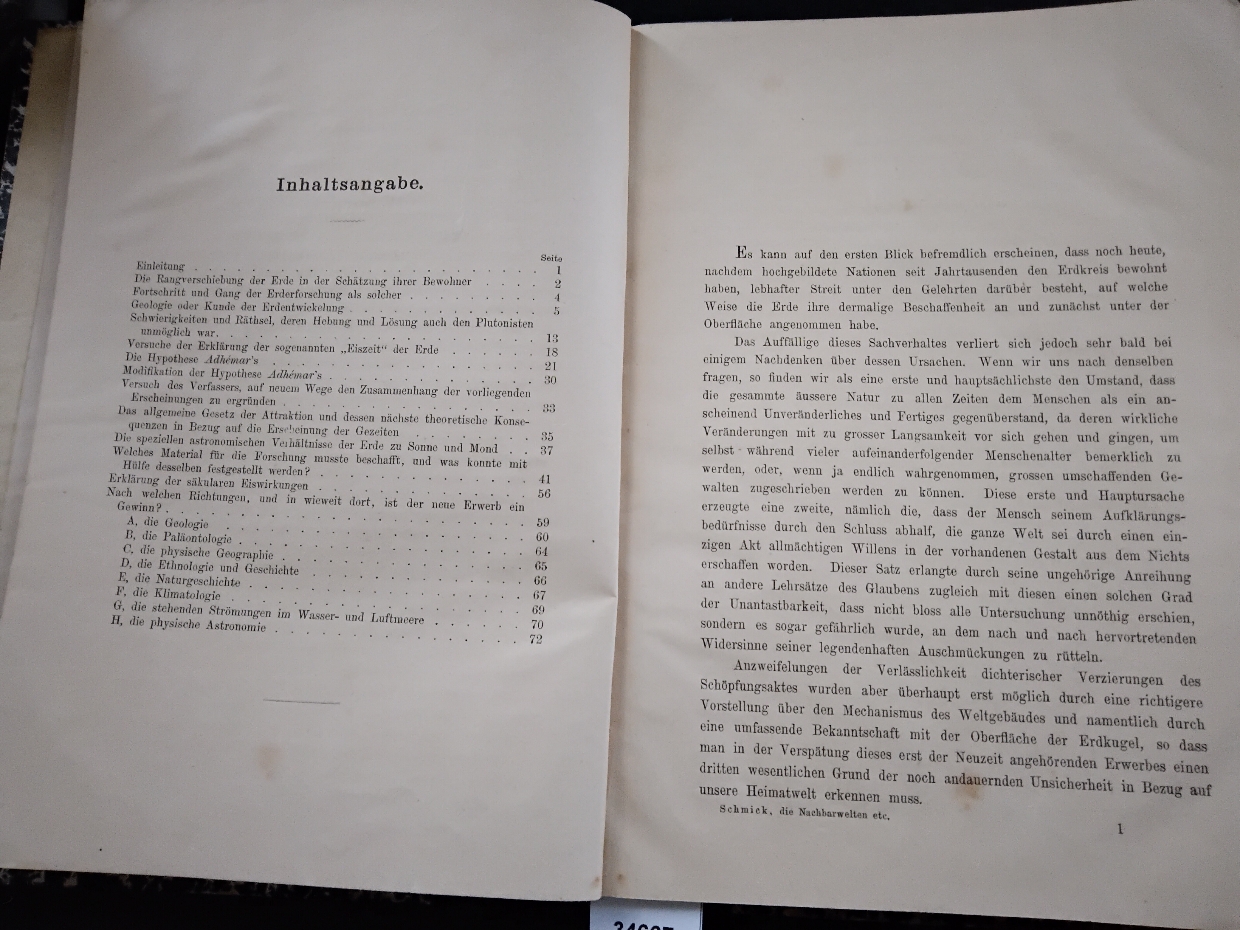 Inhaltsangabe.
Seite
Einleitung . . . . . . . . . . . . . . . . . . 1
Die Rangverschiebung der Erde in der Schätzung ihrer Bewohner . . . . 2
Fortschritt und Gang der Erderforschung als solcher . . . . . . . 4
Geologie oder Kunde der Erdentwickelung . . . . . . . . . . 5
Schwierigkeiten und Räthsel, deren Hebung und Lösung auch den Plutonisten
unmöglich war. . . . . . . . . . . . . . . . 13
Versuche der Erklärung der sogenannten „Eiszeit“ der Erde . . . . . . 18
Die Hypothese Adhémar's . . . . . . . . . . . . . 21
Modifikation der Hypothese Adhémar's . . . . . . . . . . . 30
Versuch des Verfassers, auf neuem Wege den Zusammenhang der vorliegenden
Erscheinungen zu ergründen . . . . . . . . . . . . 33
Das allgemeine Gesetz der Attraktion und dessen nächste theoretische Konse-
quenzen in Bezug auf die Erscheinung der Gezeiten . . . . . . . 35
Die speziellen astronomischen Verhältnisse der Erde zu Sonne und Mond . . 37
Welches Material für die Forschung musste beschafft, und was konnte mit
Hülfe desselben festgestellt werden? . . . . . . . . . . . 41
Erklärung der säkularen Eiswirkungen . . . . . . . . . . . 56
Nach welchen Richtungen, und in wieweit dort, ist der neue Erwerb ein
Gewinn? . . . . . . . . . . . . . . . . . 59
A, die Geologie . . . . . . . . . . . . . . 60
B, die Paläontologie . . . . . . . . . . . . . 64
C, die physische Geographie . . . . . . . . . . . 65
D, die Ethnologie und Geschichte . . . . . . . . . . 66
E, die Naturgeschichte . . . . . . . . . . . . . 67
F, die Klimatologie . . . . . . . . . . . . . . 69
G, die stehenden Strömungen im Wasser- und Luftmeere . . . . . . 70
H, die physische Astronomie . . . . . . . . . . . . 72
Es kann auf den ersten Blick befremdlich erscheinen, dass noch heute,
nachdem hochgebildete Nationen seit Jahrtausenden den Erdkreis bewohnt
haben, lebhafter Streit unter den Gelehrten darüber besteht, auf welche
Weise die Erde ihre dermalige Beschaffenheit an und zunächst unter der
Oberfläche angenommen habe.
Das Auffällige dieses Sachverhaltes verliert sich jedoch sehr bald bei
einigem Nachdenken über dessen Ursachen. Wenn wir uns nach denselben
fragen, so finden wir als eine erste und hauptsächlichste den Umstand, dass
die gesammte äussere Natur zu allen Zeiten dem Menschen als ein an-
scheinend Unveränderliches und Fertiges gegenüberstand, da deren wirkliche
Veränderungen mit zu grosser Langsamkeit vor sich gehen und gingen, um
selbst während vieler aufeinanderfolgender Menschenalter bemerklich zu
werden, oder, wenn ja endlich wahrgenommen, grossen umschaffenden Ge-
walten zugeschrieben werden zu können. Diese erste und Hauptursache
erzeugte eine zweite, nämlich die, dass der Mensch seinem Aufklärungs-
bedürfnisse durch den Schluss abhalf, die ganze Welt sei durch einen ein-
zigen Akt allmächtigen Willens in der vorhandenen Gestalt aus dem Nichts
erschaffen worden. Dieser Satz erlangte durch seine ungehörige Anreihung
an andere Lehrsätze des Glaubens zugleich mit diesen einen solchen Grad
der Unantastbarkeit, dass nicht bloss alle Untersuchung unnöthig erschien,
sondern es sogar gefährlich wurde, an dem nach und nach hervortretenden
Widersinne seiner legendenhaften Auschmückungen zu rütteln.
Anzweifelungen der Verlässlichkeit dichterischer Verzierungen des
Schöpfungsaktes wurden aber überhaupt erst möglich durch eine richtigere
Vorstellung über den Mechanismus des Weltgebäudes und namentlich durch
eine umfassende Bekanntschaft mit der Oberfläche der Erdkugel, so dass
man in der Verspätung dieses erst der Neuzeit angehörenden Erwerbes einen
dritten wesentlichen Grund der noch andauernden Unsicherheit in Bezug auf
unsere Heimatwelt erkennen muss.
Schmick, die Nachbarwelten etc.
1